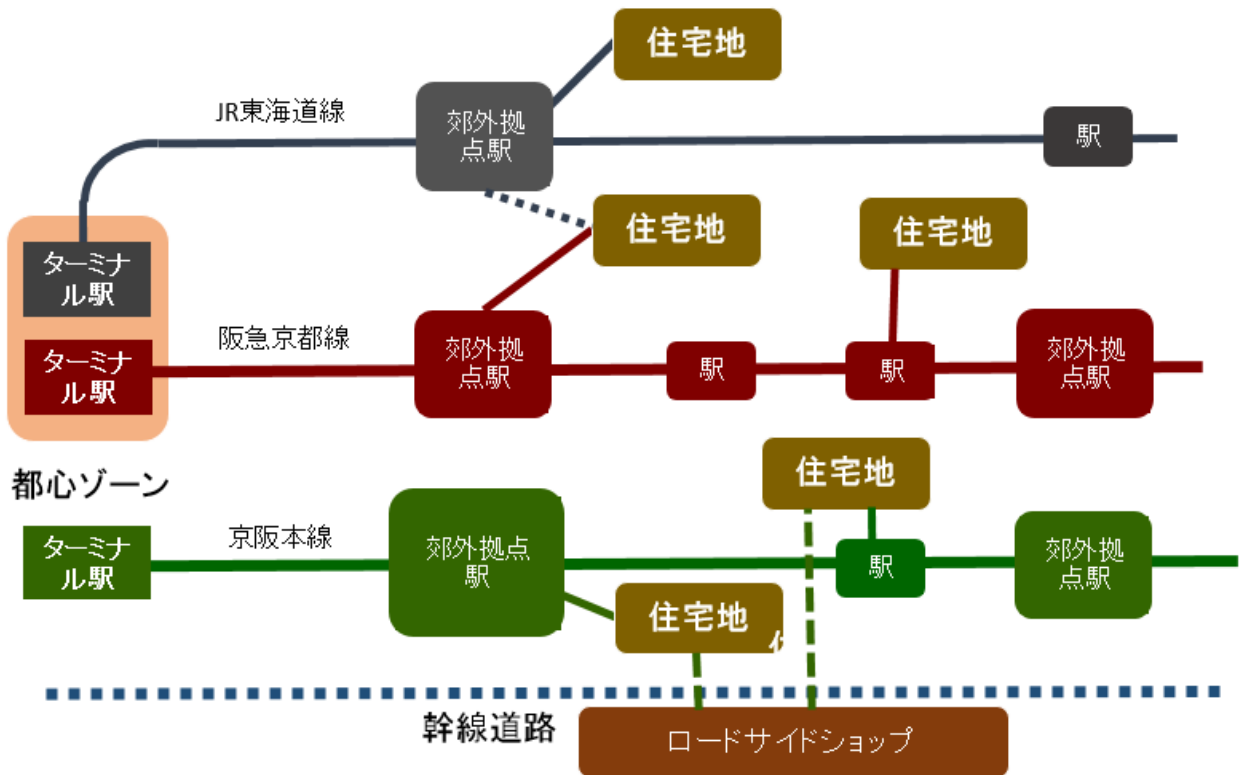 住宅地
JR東海道線
郊外拠
点駅
駅
住宅地
住宅地
ターミナ
ル駅
ターミナ
ル駅
阪急京都線
郊外拠
点駅
駅
駅
郊外拠
点駅
都心ゾーン
住宅地
ターミナ
ル駅
京阪本線
郊外拠点
駅
駅
郊外拠
点駅
住宅地
幹線道路
ロードサイドショップ